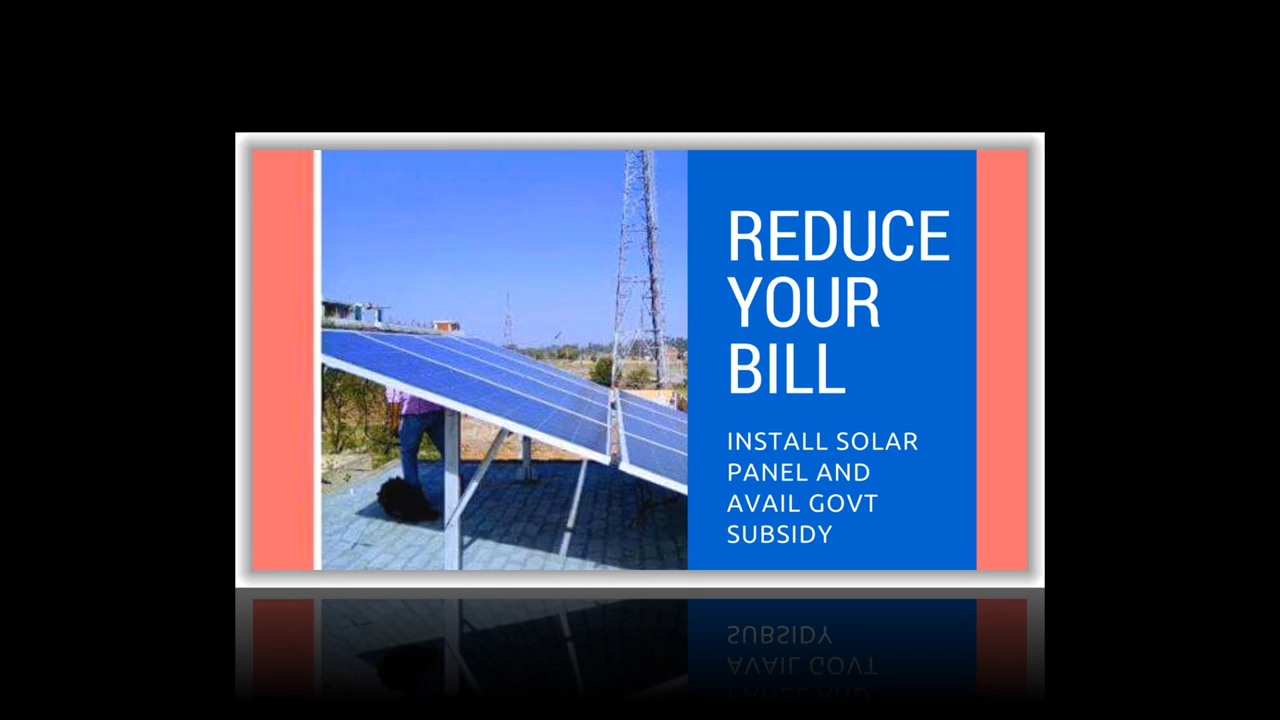 REDUCE
YOUR
BILL
INSTALL SOLAR
PANEL AND
AVAIL GOVT
SUBSIDY